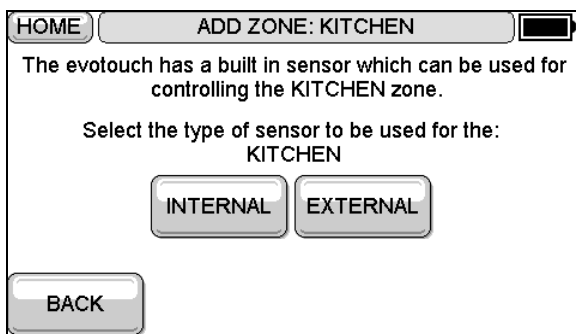 HOME
ADD ZONE: KITCHEN
The evotouch has a built in sensor which can be used for
controlling the KITCHEN zone.
Select the type of sensor to be used for the:
KITCHEN
INTERNAL
EXTERNAL
BACK